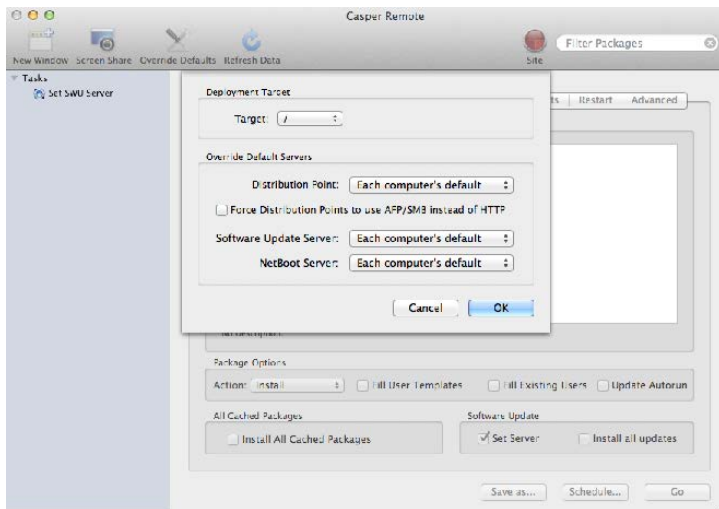 Casper Remote
New Window Screen Share Override Defaults Refresh Data Site Filter Packages
Tasks
Set SWU Server
Deployment Target
Target: /
Restart Advanced
Override Default Servers
Distribution Point: Each computer's default
Force Distribution Points to use AFP/SMB instead of HTTP
Software Update Server: Each computer's default
NetBoot Server: Each computer's default
Cancel OK
Package Options
Action: Install Fill User Templates Fill Existing Users Update Autorun
All Cached Packages Software Update
Install All Cached Packages Set Server Install all updates
Save as... Schedule... Go